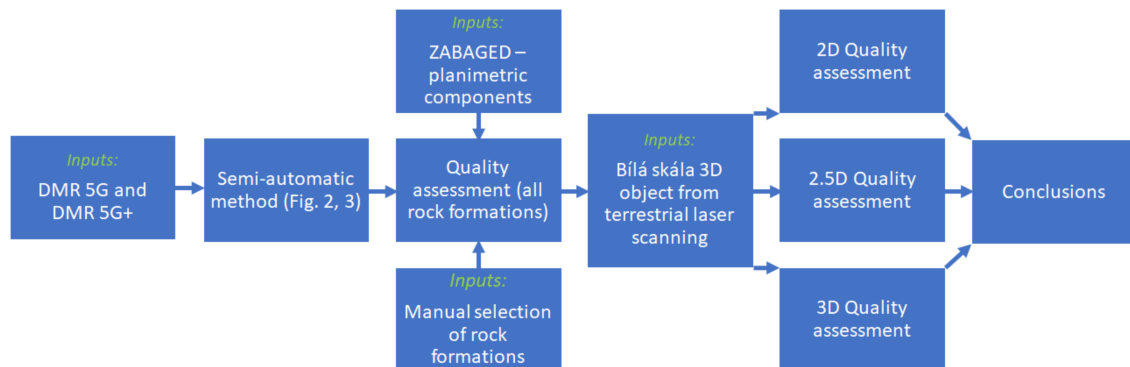 Inputs:
DMR 5G and
DMR 5G+
Semi-automatic
method (Fig. 2, 3)
Inputs:
ZABAGED –
planimetric
components
Quality
assessment (all
rock formations)
Inputs:
Manual selection
of rock
formations
Inputs:
Bílá skála 3D
object from
terrestrial laser
scanning
2D Quality
assessment
2.5D Quality
assessment
3D Quality
assessment
Conclusions